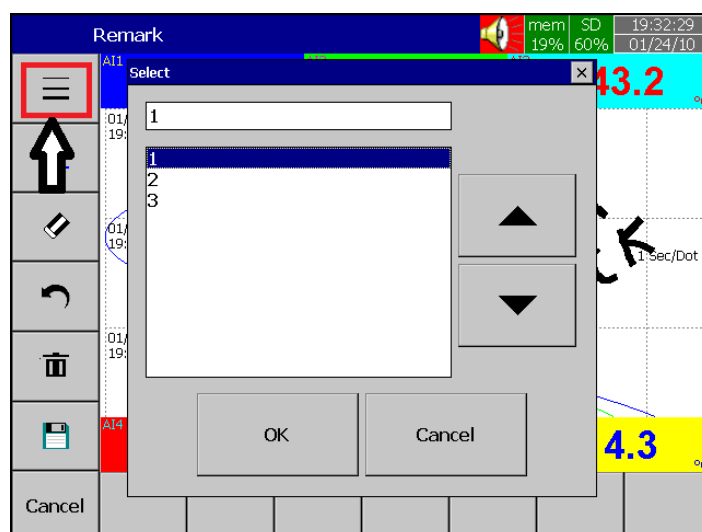 Remark
mem
19%
SD
60%
19:32:29
01/24/10
AI1
Select
43.2
01/
19:
1
1
2
3
01/
19:
1 Sec/Dot
01/
19:
AI4
OK
Cancel
4.3
Cancel